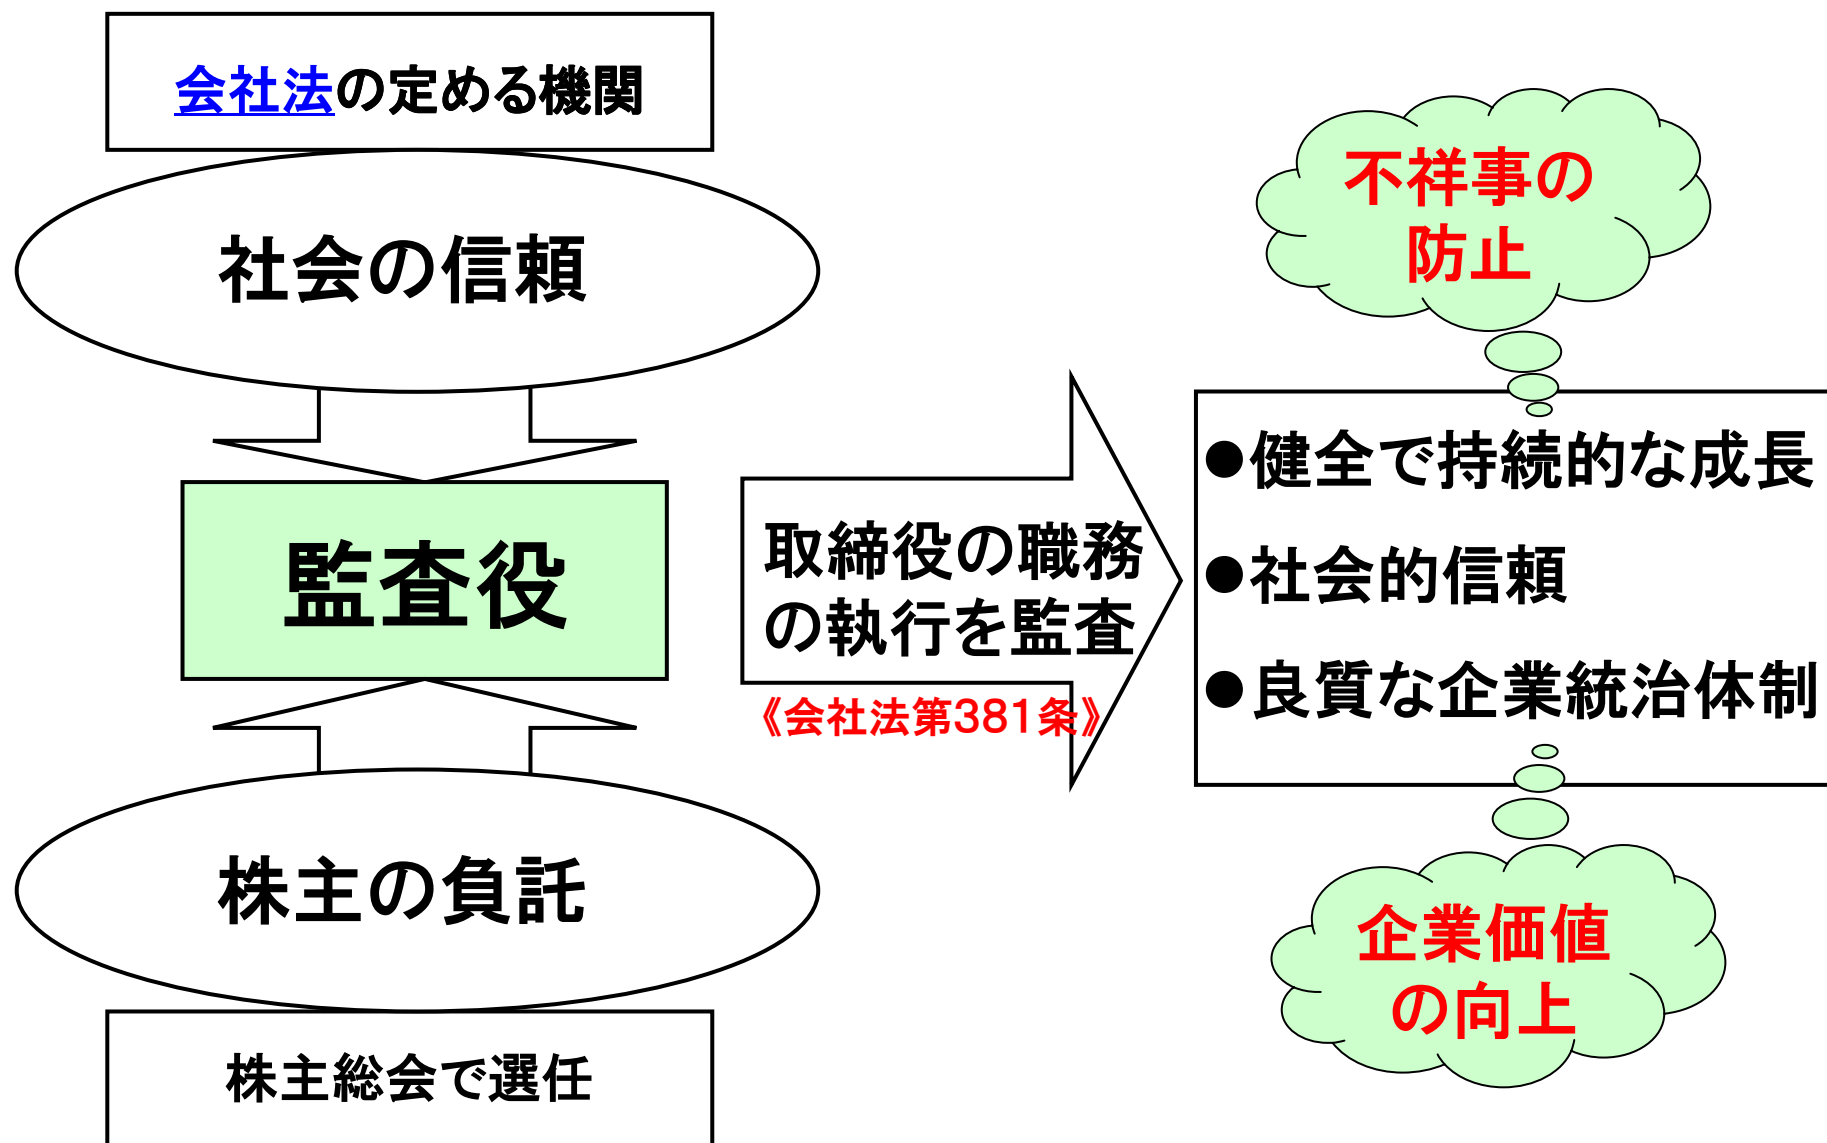 会社法の定める機関
社会の信頼
監査役
株主の負託
株主総会で選任
取締役の職務
の執行を監査
《会社法第381条》
不祥事の
防止
●健全で持続的な成長
●社会的信頼
●良質な企業統治体制
企業価値
の向上